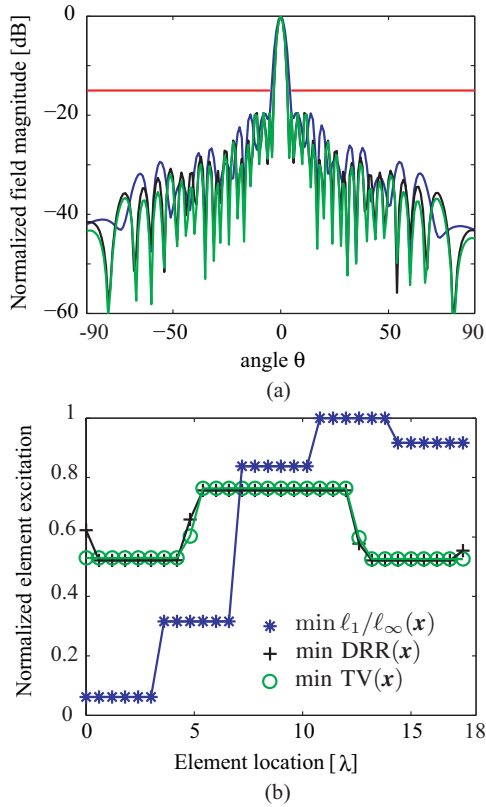 0
−20
−40
−60
Normalized field magnitude [dB]
-90
−50
0
50
90
angle θ
(a)
1
0.8
0.6
0.4
0.2
0
Normalized element excitation
min ℓ₁/ℓ∞(x)
min DRR(x)
min TV(x)
0
5
10
15
18
Element location [λ]
(b)